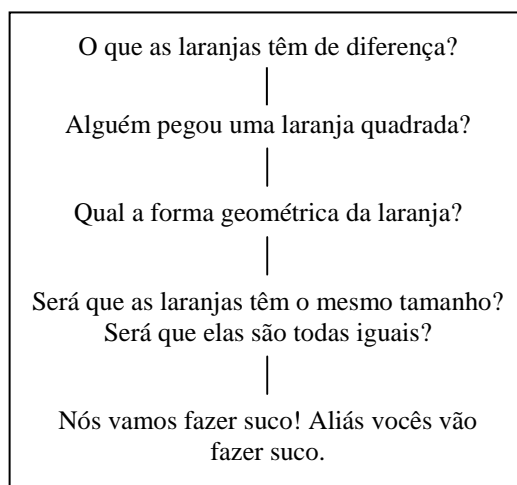 O que as laranjas têm de diferença?
Alguém pegou uma laranja quadrada?
Qual a forma geométrica da laranja?
Será que as laranjas têm o mesmo tamanho?
Será que elas são todas iguais?
Nós vamos fazer suco! Aliás vocês vão
fazer suco.